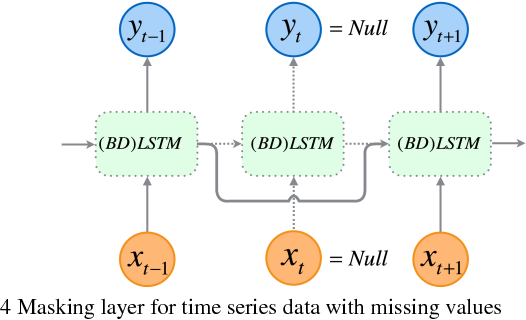 y_{t-1} y_t = Null y_{t+1}
(BD)LSTM (BD)LSTM (BD)LSTM
x_{t-1} x_t = Null x_{t+1}
4 Masking layer for time series data with missing values